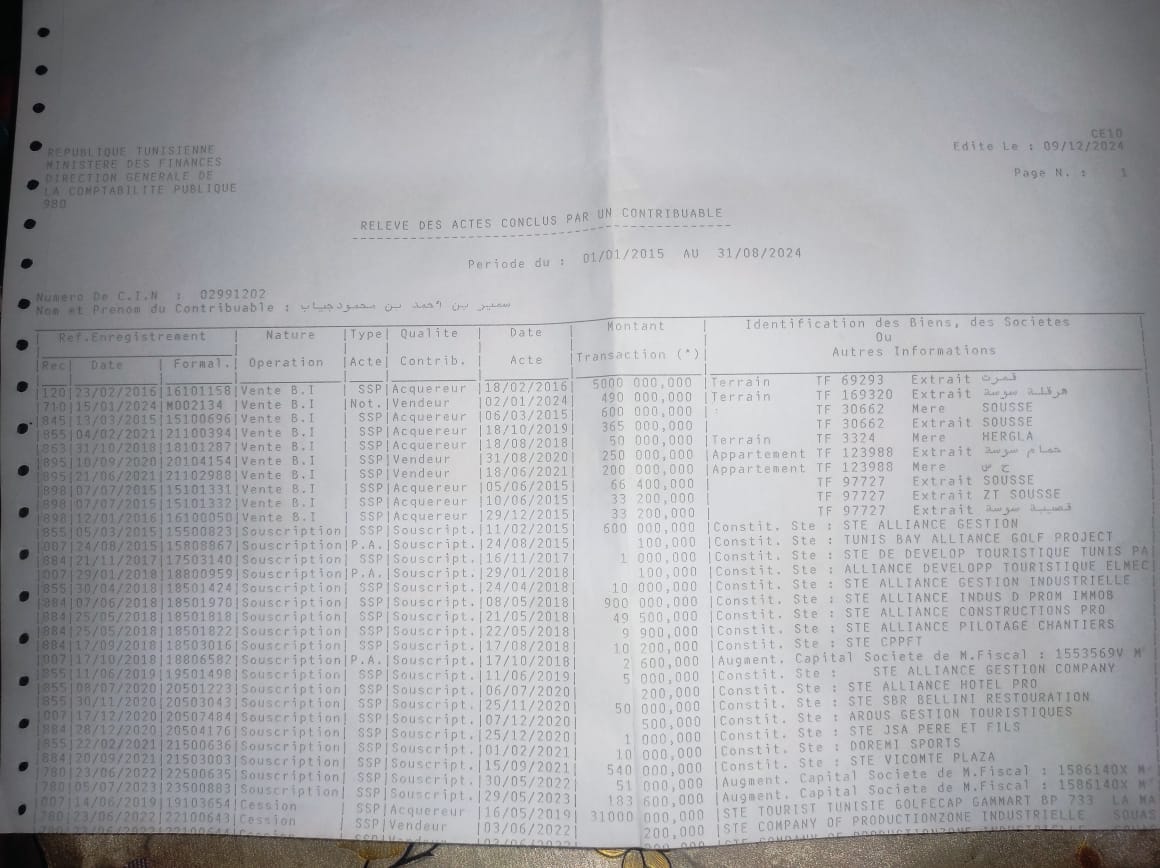 REPUBLIQUE TUNISIENNE
MINISTERE DES FINANCES
DIRECTION GENERALE DE
LA COMPTABILITE PUBLIQUE
980
CE10
Edite Le : 09/12/2024
Page N. : 1
RELEVE DES ACTES CONCLUS PAR UN CONTRIBUABLE
Periode du : 01/01/2015 AU 31/08/2024
Numero De C.I.N : 02991202
Nom et Prenom du Contribuable : سمير بن احمد بن محمود جياب
Ref.Enregistrement | Nature |Type| Qualite | Date | Montant | Identification des Biens, des Societes
Ou
Rec| Date | Formal.| Operation |Acte| Contrib. | Acte |Transaction (*)| Autres Informations
120|23/02/2016|16101158|Vente B.I | SSP|Acquereur |18/02/2016| 5000 000,000 |Terrain TF 69293 Extrait قمرت
710|15/01/2024|M002134 |Vente B.I |Not.|Vendeur |02/01/2024| 490 000,000 |Terrain TF 169320 Extrait هرقلة سوسة
845|13/03/2015|15100696|Vente B.I | SSP|Acquereur |06/03/2015| 600 000,000 | TF 30662 Mere SOUSSE
855|04/02/2021|21100394|Vente B.I | SSP|Acquereur |18/10/2019| 365 000,000 | TF 30662 Extrait SOUSSE
863|31/10/2018|18101287|Vente B.I | SSP|Acquereur |18/08/2018| 50 000,000 |Terrain TF 3324 Mere HERGLA
895|10/09/2020|20104154|Vente B.I | SSP|Vendeur |31/08/2020| 250 000,000 |Appartement TF 123988 Extrait حمام سوسة
895|21/06/2021|21102988|Vente B.I | SSP|Vendeur |18/06/2021| 200 000,000 |Appartement TF 123988 Mere ح س
898|07/07/2015|15101331|Vente B.I | SSP|Acquereur |05/06/2015| 66 400,000 | TF 97727 Extrait SOUSSE
898|07/07/2015|15101332|Vente B.I | SSP|Acquereur |10/06/2015| 33 200,000 | TF 97727 Extrait ZT SOUSSE
898|12/01/2016|16100050|Vente B.I | SSP|Acquereur |29/12/2015| 33 200,000 | TF 97727 Extrait قصيبة سوسة
855|05/03/2015|15500823|Souscription| SSP|Souscript.|11/02/2015| 600 000,000 |Constit. Ste : STE ALLIANCE GESTION
007|24/08/2015|15808867|Souscription|P.A.|Souscript.|24/08/2015| 100,000 |Constit. Ste : TUNIS BAY ALLIANCE GOLF PROJECT
884|21/11/2017|17503140|Souscription| SSP|Souscript.|16/11/2017| 1 000,000 |Constit. Ste : STE DE DEVELOP TOURISTIQUE TUNIS PA
007|29/01/2018|18800959|Souscription|P.A.|Souscript.|29/01/2018| 100,000 |Constit. Ste : ALLIANCE DEVELOPP TOURISTIQUE ELMEC
855|30/04/2018|18501424|Souscription| SSP|Souscript.|24/04/2018| 10 000,000 |Constit. Ste : STE ALLIANCE GESTION INDUSTRIELLE
884|07/06/2018|18501970|Souscription| SSP|Souscript.|08/05/2018| 900 000,000 |Constit. Ste : STE ALLIANCE INDUS D PROM IMMOB
884|25/05/2018|18501818|Souscription| SSP|Souscript.|21/05/2018| 49 500,000 |Constit. Ste : STE ALLIANCE CONSTRUCTIONS PRO
884|25/05/2018|18501822|Souscription| SSP|Souscript.|22/05/2018| 9 900,000 |Constit. Ste : STE ALLIANCE PILOTAGE CHANTIERS
884|17/09/2018|18503016|Souscription| SSP|Souscript.|17/08/2018| 10 200,000 |Constit. Ste : STE CPPFT
007|17/10/2018|18806582|Souscription|P.A.|Souscript.|17/10/2018| 2 600,000 |Augment. Capital Societe de M.Fiscal : 1553569V M
855|11/06/2019|19501498|Souscription| SSP|Souscript.|11/06/2019| 5 000,000 |Constit. Ste : STE ALLIANCE GESTION COMPANY
855|08/07/2020|20501223|Souscription| SSP|Souscript.|06/07/2020| 200,000 |Constit. Ste : STE ALLIANCE HOTEL PRO
855|30/11/2020|20503043|Souscription| SSP|Souscript.|25/11/2020| 50 000,000 |Constit. Ste : STE SBR BELLINI RESTOURATION
007|17/12/2020|20507484|Souscription| SSP|Souscript.|07/12/2020| 500,000 |Constit. Ste : AROUS GESTION TOURISTIQUES
884|28/12/2020|20504176|Souscription| SSP|Souscript.|25/12/2020| 1 000,000 |Constit. Ste : STE JSA PERE ET FILS
855|22/02/2021|21500636|Souscription| SSP|Souscript.|01/02/2021| 10 000,000 |Constit. Ste : DOREMI SPORTS
884|20/09/2021|21503003|Souscription| SSP|Souscript.|15/09/2021| 540 000,000 |Constit. Ste : STE VICOMTE PLAZA
780|23/06/2022|22500635|Souscription| SSP|Souscript.|30/05/2022| 51 000,000 |Augment. Capital Societe de M.Fiscal : 1586140X M
780|05/07/2023|23500883|Souscription| SSP|Souscript.|29/05/2023| 183 600,000 |Augment. Capital Societe de M.Fiscal : 1586140X M
007|14/06/2019|19103654|Cession | SSP|Acquereur |16/05/2019| 31000 000,000 |STE TOURIST TUNISIE GOLFECAP GAMMART BP 733 LA MA
780|23/06/2022|22100643|Cession | SSP|Vendeur |03/06/2022| 200,000 |STE COMPANY OF PRODUCTIONZONE INDUSTRIELLE SOUAS